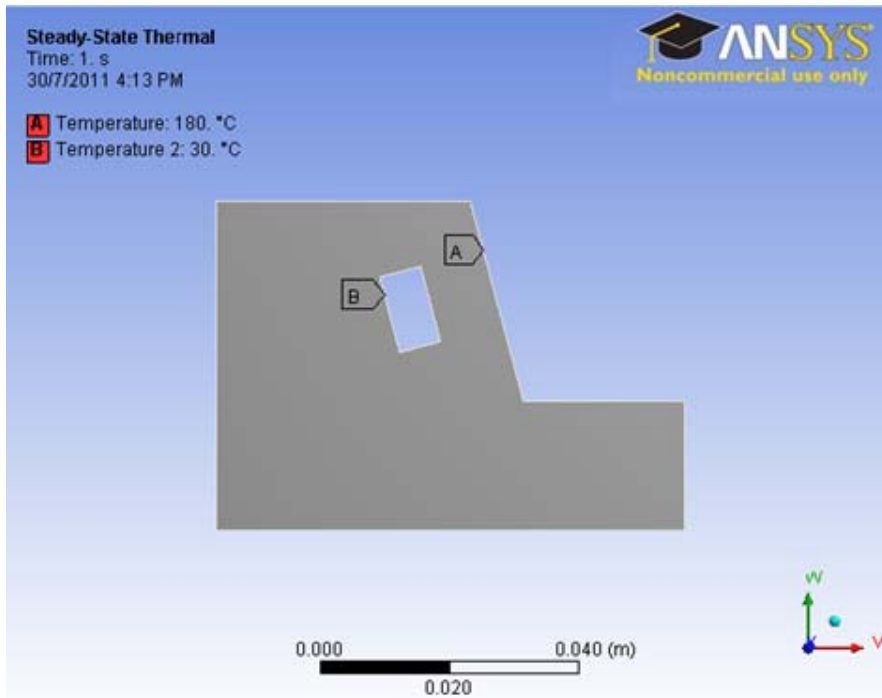 Steady-State Thermal
Time: 1. s
30/7/2011 4:13 PM
A Temperature: 180. °C
B Temperature 2: 30. °C
ANSYS
Noncommercial use only
A
B
0.000 0.040 (m)
0.020
W
V